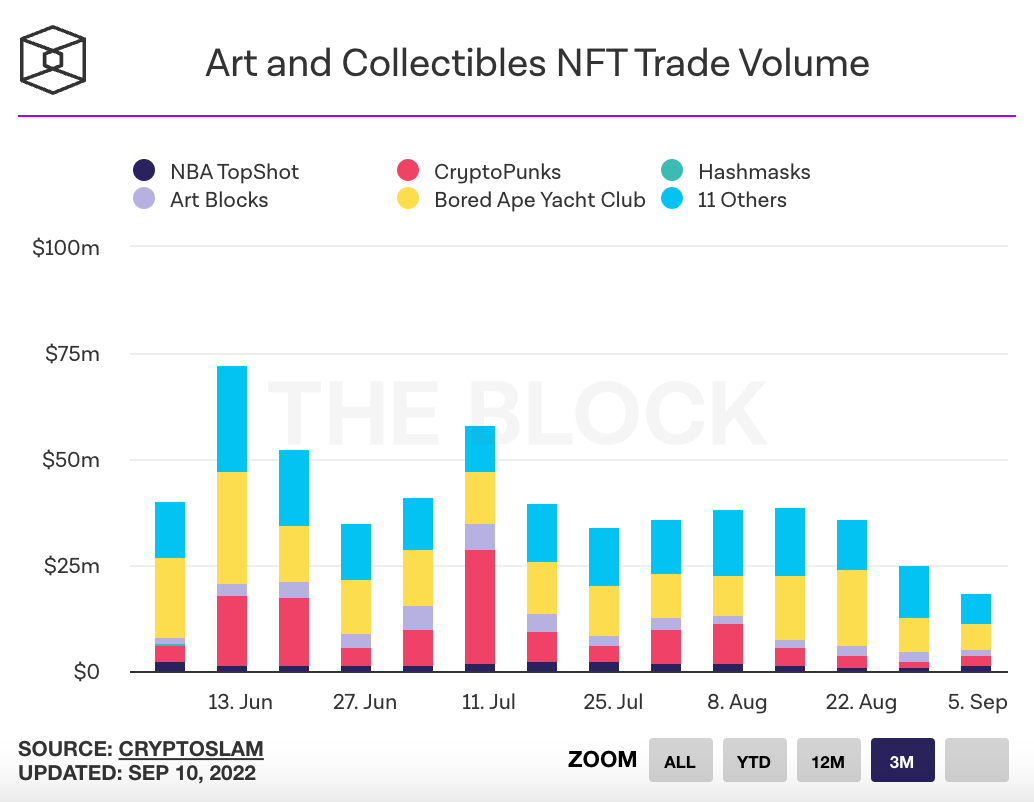 Art and Collectibles NFT Trade Volume
NBA TopShot CryptoPunks Hashmasks
Art Blocks Bored Ape Yacht Club 11 Others
$100m
$75m
THE BLOCK
$50m
$25m
$0
13. Jun 27. Jun 11. Jul 25. Jul 8. Aug 22. Aug 5. Sep
SOURCE: CRYPTOSLAM
UPDATED: SEP 10, 2022
ZOOM ALL YTD 12M 3M